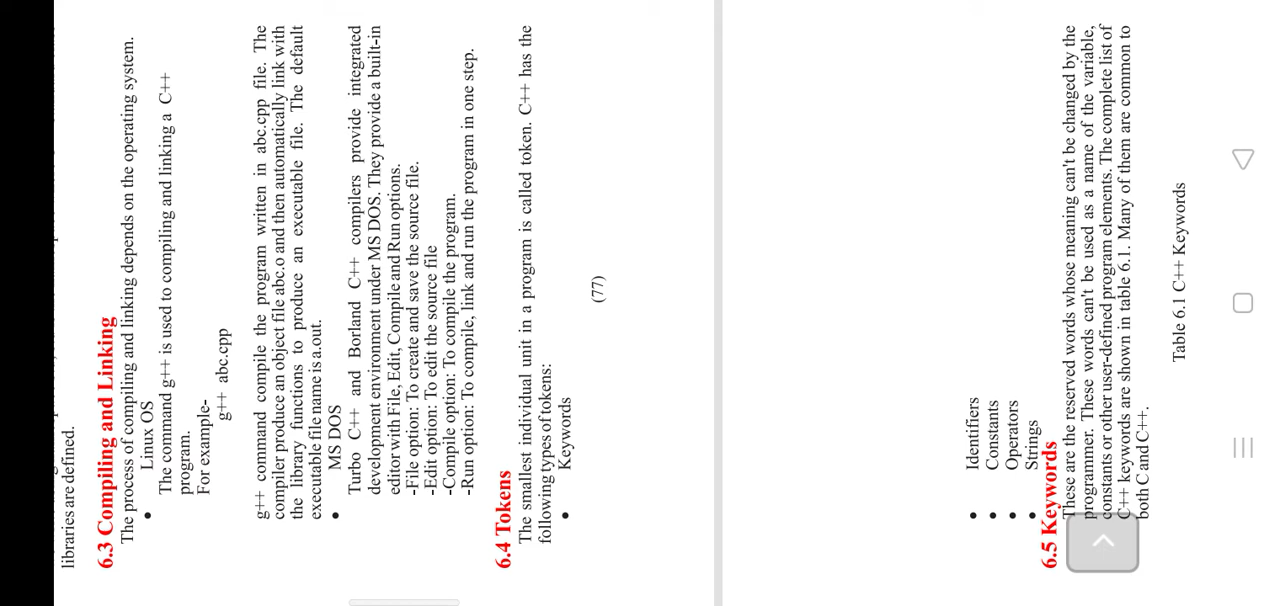 libraries are defined.
6.3 Compiling and Linking
The process of compiling and linking depends on the operating system.
• Linux OS
The command g++ is used to compiling and linking a C++
program.
For example-
g++ abc.cpp
g++ command compile the program written in abc.cpp file. The
compiler produce an object file abc.o and then automatically link with
the library functions to produce an executable file. The default
executable file name is a.out.
• MS DOS
Turbo C++ and Borland C++ compilers provide integrated
development environment under MS DOS. They provide a built-in
editor with File, Edit, Compile and Run options.
-File option: To create and save the source file.
-Edit option: To edit the source file
-Compile option: To compile the program.
-Run option: To compile, link and run the program in one step.
6.4 Tokens
The smallest individual unit in a program is called token. C++ has the
following types of tokens:
• Keywords
(77)
• Identifiers
• Constants
• Operators
• Strings
6.5 Keywords
These are the reserved words whose meaning can't be changed by the
programmer. These words can't be used as a name of the variable,
constants or other user-defined program elements. The complete list of
C++ keywords are shown in table 6.1. Many of them are common to
both C and C++.
Table 6.1 C++ Keywords